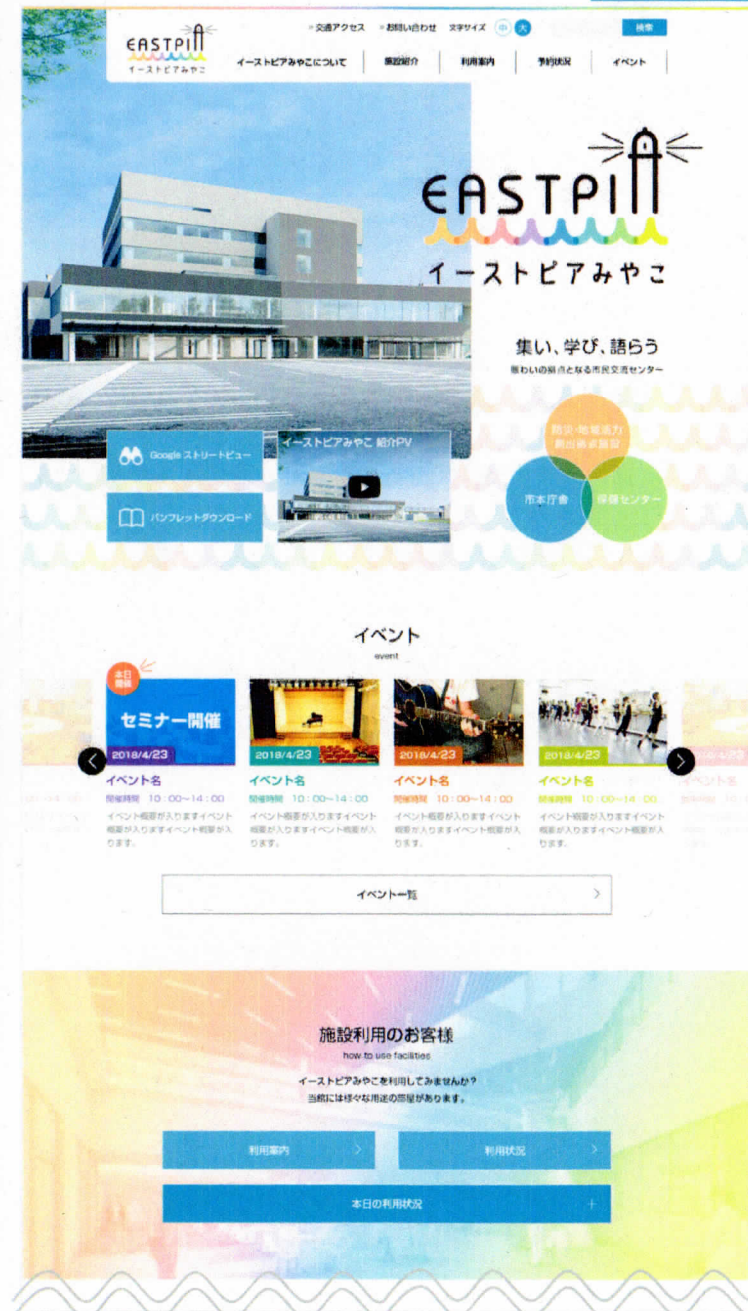 EASTPIA
イーストピアみやこ
交通アクセス
お問い合わせ
文字サイズ 中 大
検索
イーストピアみやこについて
施設紹介
利用案内
予約状況
イベント
EASTPIA
イーストピアみやこ
集い、学び、語らう
賑わいの拠点となる市民交流センター
防災・地域活力
創出拠点施設
市本庁舎
保健センター
Google ストリートビュー
パンフレットダウンロード
イーストピアみやこ 紹介PV
イベント
event
本日
開催
セミナー開催
2018/4/23
イベント名
開催時間 10:00〜14:00
イベント概要が入りますイベント
概要が入りますイベント概要が入
ります。
2018/4/23
イベント名
開催時間 10:00〜14:00
イベント概要が入りますイベント
概要が入りますイベント概要が入
ります。
2018/4/23
イベント名
開催時間 10:00〜14:00
イベント概要が入りますイベント
概要が入りますイベント概要が入
ります。
2018/4/23
イベント名
開催時間 10:00〜14:00
イベント概要が入りますイベント
概要が入りますイベント概要が入
ります。
イベント一覧
施設利用のお客様
how to use facilities
イーストピアみやこを利用してみませんか?
当館には様々な用送の部屋があります。
利用案内
利用状況
本日の利用状況